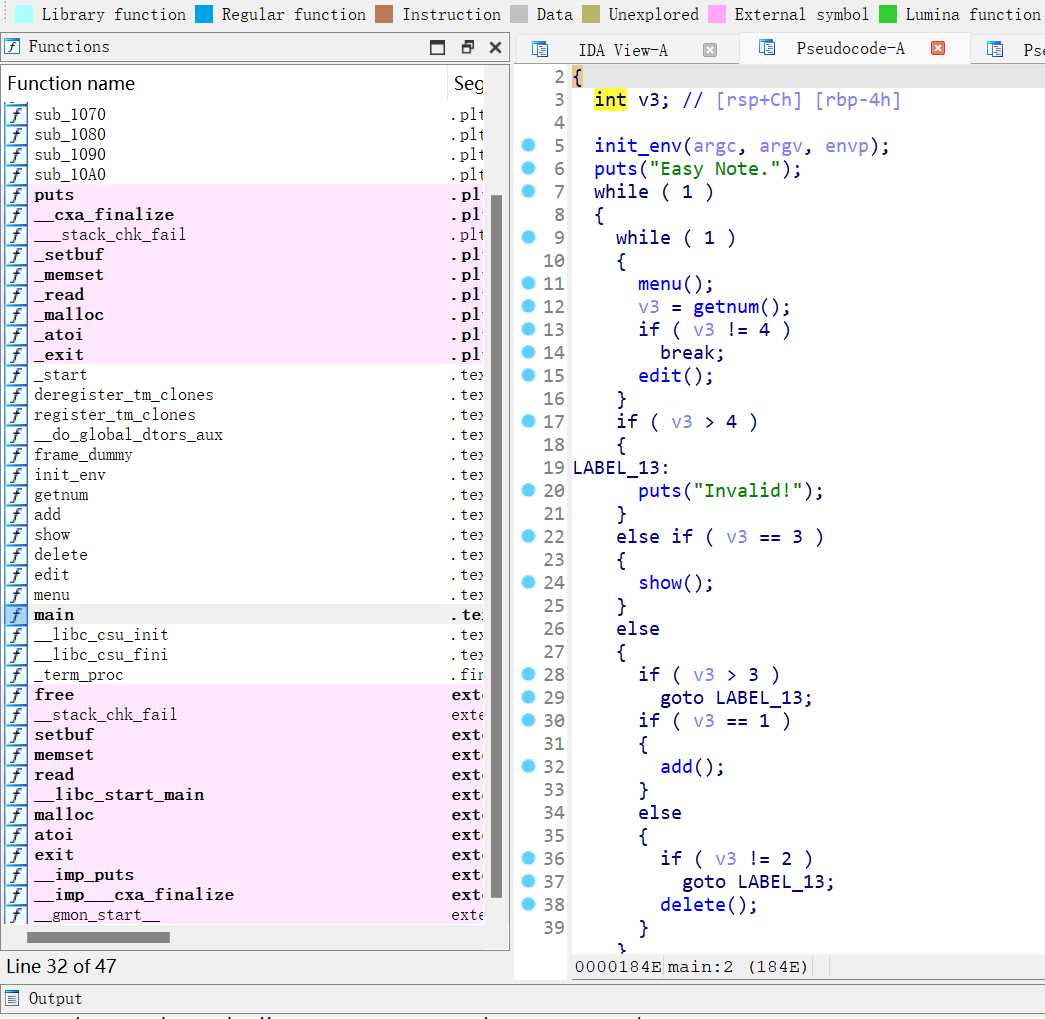 Library function Regular function Instruction Data Unexplored External symbol Lumina function
Functions
Function name Seg
sub_1070 .plt
sub_1080 .plt
sub_1090 .plt
sub_10A0 .plt
puts .pl
__cxa_finalize .pl
___stack_chk_fail .plt
_setbuf .pl
_memset .pl
_read .pl
_malloc .pl
_atoi .pl
_exit .pl
_start .tex
deregister_tm_clones .tex
register_tm_clones .tex
__do_global_dtors_aux .tex
frame_dummy .tex
init_env .tex
getnum .tex
add .tex
show .tex
delete .tex
edit .tex
menu .tex
main .te
__libc_csu_init .tex
__libc_csu_fini .tex
_term_proc .fin
free exte
__stack_chk_fail exte
setbuf exte
memset exte
read exte
__libc_start_main exte
malloc exte
atoi exte
exit exte
__imp_puts exte
__imp___cxa_finalize exte
__gmon_start__ exte
Line 32 of 47
Output
IDA View-A Pseudocode-A Pse
2 {
3 int v3; // [rsp+Ch] [rbp-4h]
4
5 init_env(argc, argv, envp);
6 puts("Easy Note.");
7 while ( 1 )
8 {
9 while ( 1 )
10 {
11 menu();
12 v3 = getnum();
13 if ( v3 != 4 )
14 break;
15 edit();
16 }
17 if ( v3 > 4 )
18 {
19 LABEL_13:
20 puts("Invalid!");
21 }
22 else if ( v3 == 3 )
23 {
24 show();
25 }
26 else
27 {
28 if ( v3 > 3 )
29 goto LABEL_13;
30 if ( v3 == 1 )
31 {
32 add();
33 }
34 else
35 {
36 if ( v3 != 2 )
37 goto LABEL_13;
38 delete();
39 }
}
0000184E main:2 (184E)